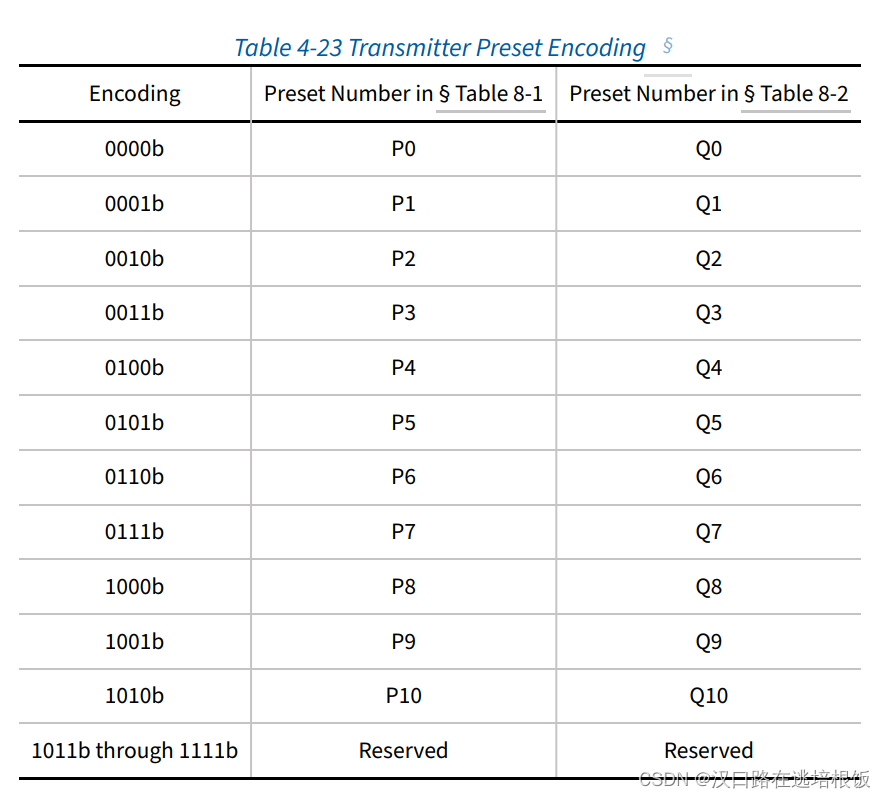 Table 4-23 Transmitter Preset Encoding §
Encoding Preset Number in § Table 8-1 Preset Number in § Table 8-2
0000b P0 Q0
0001b P1 Q1
0010b P2 Q2
0011b P3 Q3
0100b P4 Q4
0101b P5 Q5
0110b P6 Q6
0111b P7 Q7
1000b P8 Q8
1001b P9 Q9
1010b P10 Q10
1011b through 1111b Reserved Reserved
CSDN @汉口路在逃培根饭